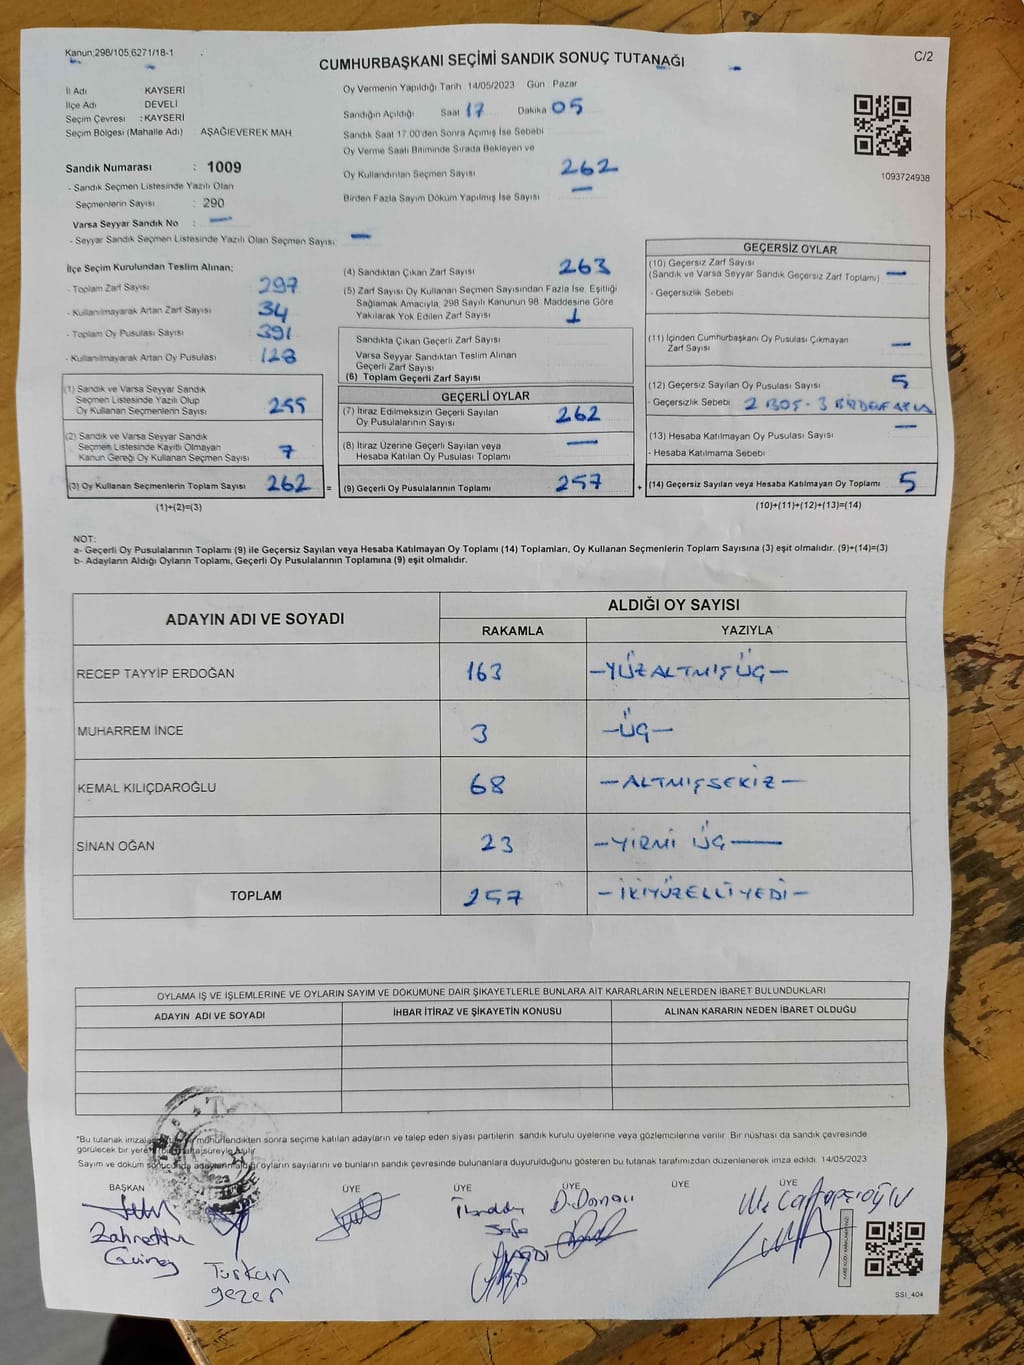 Kanun:298/105,6271/18-1
CUMHURBAŞKANI SEÇİMİ SANDIK SONUÇ TUTANAĞI
C/2
İl Adı KAYSERİ
İlçe Adı DEVELİ
Seçim Çevresi : KAYSERİ
Seçim Bölgesi (Mahalle Adı) AŞAĞIEVEREK MAH
Oy Vermenin Yapıldığı Tarih 14/05/2023 Gün : Pazar
Sandığın Açıldığı Saat 17 Dakika 05
Sandık Saat 17:00'den Sonra Açılmış İse Sebebi
Oy Verme Saati Bitiminde Sırada Bekleyen ve
Oy Kullandırılan Seçmen Sayısı 262
Birden Fazla Sayım Döküm Yapılmış İse Sayısı —
1093724938
Sandık Numarası : 1009
- Sandık Seçmen Listesinde Yazılı Olan
Seçmenlerin Sayısı : 290
Varsa Seyyar Sandık No : —
- Seyyar Sandık Seçmen Listesinde Yazılı Olan Seçmen Sayısı —
İlçe Seçim Kurulundan Teslim Alınan;
- Toplam Zarf Sayısı 297
- Kullanılmayarak Artan Zarf Sayısı 34
- Toplam Oy Pusulası Sayısı 391
- Kullanılmayarak Artan Oy Pusulası 128
(1) Sandık ve Varsa Seyyar Sandık
Seçmen Listesinde Yazılı Olup
Oy Kullanan Seçmenlerin Sayısı 255
(2) Sandık ve Varsa Seyyar Sandık
Seçmen Listesinde Kayıtlı Olmayan
Kanun Gereği Oy Kullanan Seçmen Sayısı 7
(3) Oy Kullanan Seçmenlerin Toplam Sayısı 262 =
(1)+(2)=(3)
(4) Sandıktan Çıkan Zarf Sayısı 263
(5) Zarf Sayısı Oy Kullanan Seçmen Sayısından Fazla İse, Eşitliği
Sağlamak Amacıyla, 298 Sayılı Kanunun 98. Maddesine Göre
Yakılarak Yok Edilen Zarf Sayısı 1
Sandıkta Çıkan Geçerli Zarf Sayısı
Varsa Seyyar Sandıktan Teslim Alınan
Geçerli Zarf Sayısı
(6) Toplam Geçerli Zarf Sayısı
GEÇERLİ OYLAR
(7) İtiraz Edilmeksizin Geçerli Sayılan
Oy Pusulalarının Sayısı 262
(8) İtiraz Üzerine Geçerli Sayılan veya
Hesaba Katılan Oy Pusulası Toplamı —
(9) Geçerli Oy Pusulalarının Toplamı 257 +
GEÇERSİZ OYLAR
(10) Geçersiz Zarf Sayısı
(Sandık ve Varsa Seyyar Sandık Geçersiz Zarf Toplamı) —
- Geçersizlik Sebebi
(11) İçinden Cumhurbaşkanı Oy Pusulası Çıkmayan
Zarf Sayısı —
(12) Geçersiz Sayılan Oy Pusulası Sayısı 5
- Geçersizlik Sebebi 2 BOŞ - 3 BİRDENFAZLA
(13) Hesaba Katılmayan Oy Pusulası Sayısı —
- Hesaba Katılmama Sebebi
(14) Geçersiz Sayılan veya Hesaba Katılmayan Oy Toplamı 5
(10)+(11)+(12)+(13)=(14)
NOT:
a- Geçerli Oy Pusulalarının Toplamı (9) ile Geçersiz Sayılan veya Hesaba Katılmayan Oy Toplamı (14) Toplamları, Oy Kullanan Seçmenlerin Toplam Sayısına (3) eşit olmalıdır. (9)+(14)=(3)
b- Adayların Aldığı Oyların Toplamı, Geçerli Oy Pusulalarının Toplamına (9) eşit olmalıdır.
ADAYIN ADI VE SOYADI ALDIĞI OY SAYISI
RAKAMLA YAZIYLA
RECEP TAYYİP ERDOĞAN 163 —YÜZALTMIŞÜÇ—
MUHARREM İNCE 3 —ÜÇ—
KEMAL KILIÇDAROĞLU 68 —ALTMIŞSEKİZ—
SİNAN OĞAN 23 —YİRMİ ÜÇ—
TOPLAM 257 —İKİYÜZELLİYEDİ—
OYLAMA İŞ VE İŞLEMLERİNE VE OYLARIN SAYIM VE DÖKÜMÜNE DAİR ŞİKAYETLERLE BUNLARA AİT KARARLARIN NELERDEN İBARET BULUNDUKLARI
ADAYIN ADI VE SOYADI İHBAR İTİRAZ VE ŞİKAYETİN KONUSU ALINAN KARARIN NEDEN İBARET OLDUĞU
*Bu tutanak mühürlendikten sonra seçime katılan adayların ve talep eden siyasi partilerin sandık kurulu üyelerine veya gözlemcilerine verilir. Bir nüshası da sandık çevresinde
görülecek bir yere bir hafta süreyle asılır
Sayım ve döküm sonucunda oyların sayılarını ve bunların sandık çevresinde bulunanlara duyurulduğunu gösteren bu tutanak tarafımızdan düzenlenerek imza edildi. 14/05/2023
BAŞKAN ÜYE ÜYE ÜYE ÜYE ÜYE
Türkan
gezer
D. Donau
SSI_404